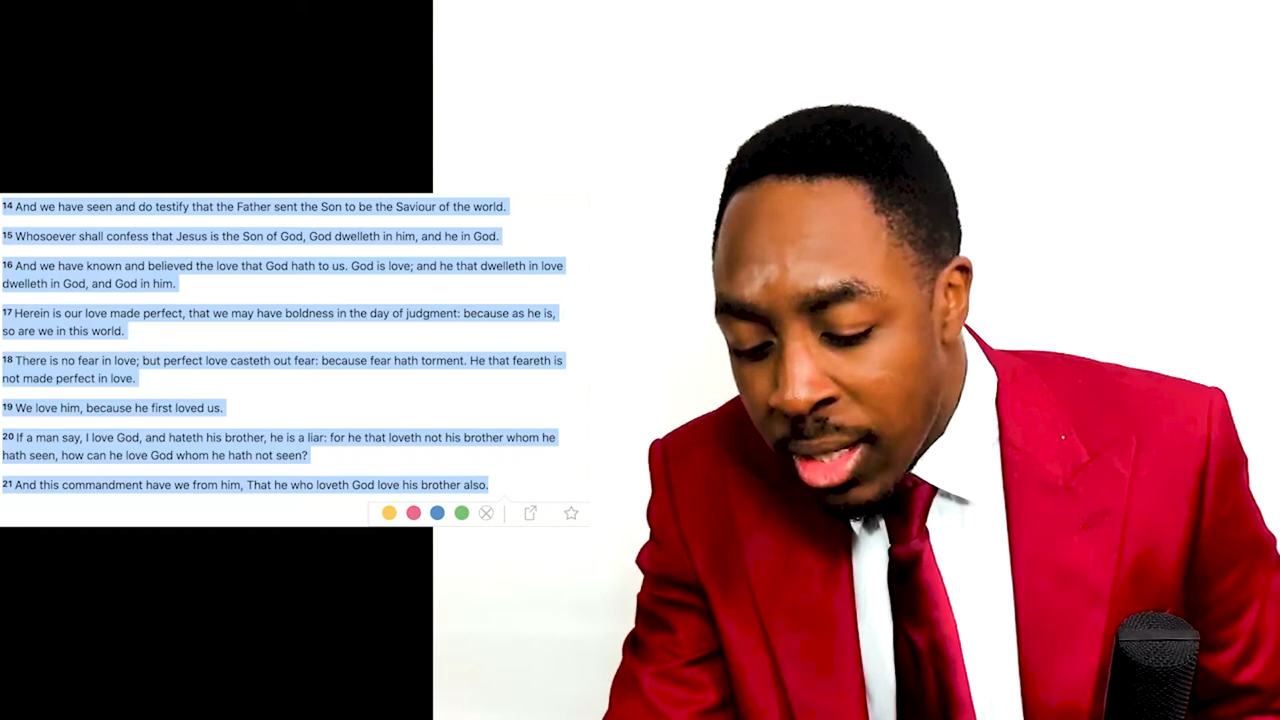 14 And we have seen and do testify that the Father sent the Son to be the Saviour of the world.
15 Whosoever shall confess that Jesus is the Son of God, God dwelleth in him, and he in God.
16 And we have known and believed the love that God hath to us. God is love; and he that dwelleth in love
dwelleth in God, and God in him.
17 Herein is our love made perfect, that we may have boldness in the day of judgment: because as he is,
so are we in this world.
18 There is no fear in love; but perfect love casteth out fear: because fear hath torment. He that feareth is
not made perfect in love.
19 We love him, because he first loved us.
20 If a man say, I love God, and hateth his brother, he is a liar: for he that loveth not his brother whom he
hath seen, how can he love God whom he hath not seen?
21 And this commandment have we from him, That he who loveth God love his brother also.